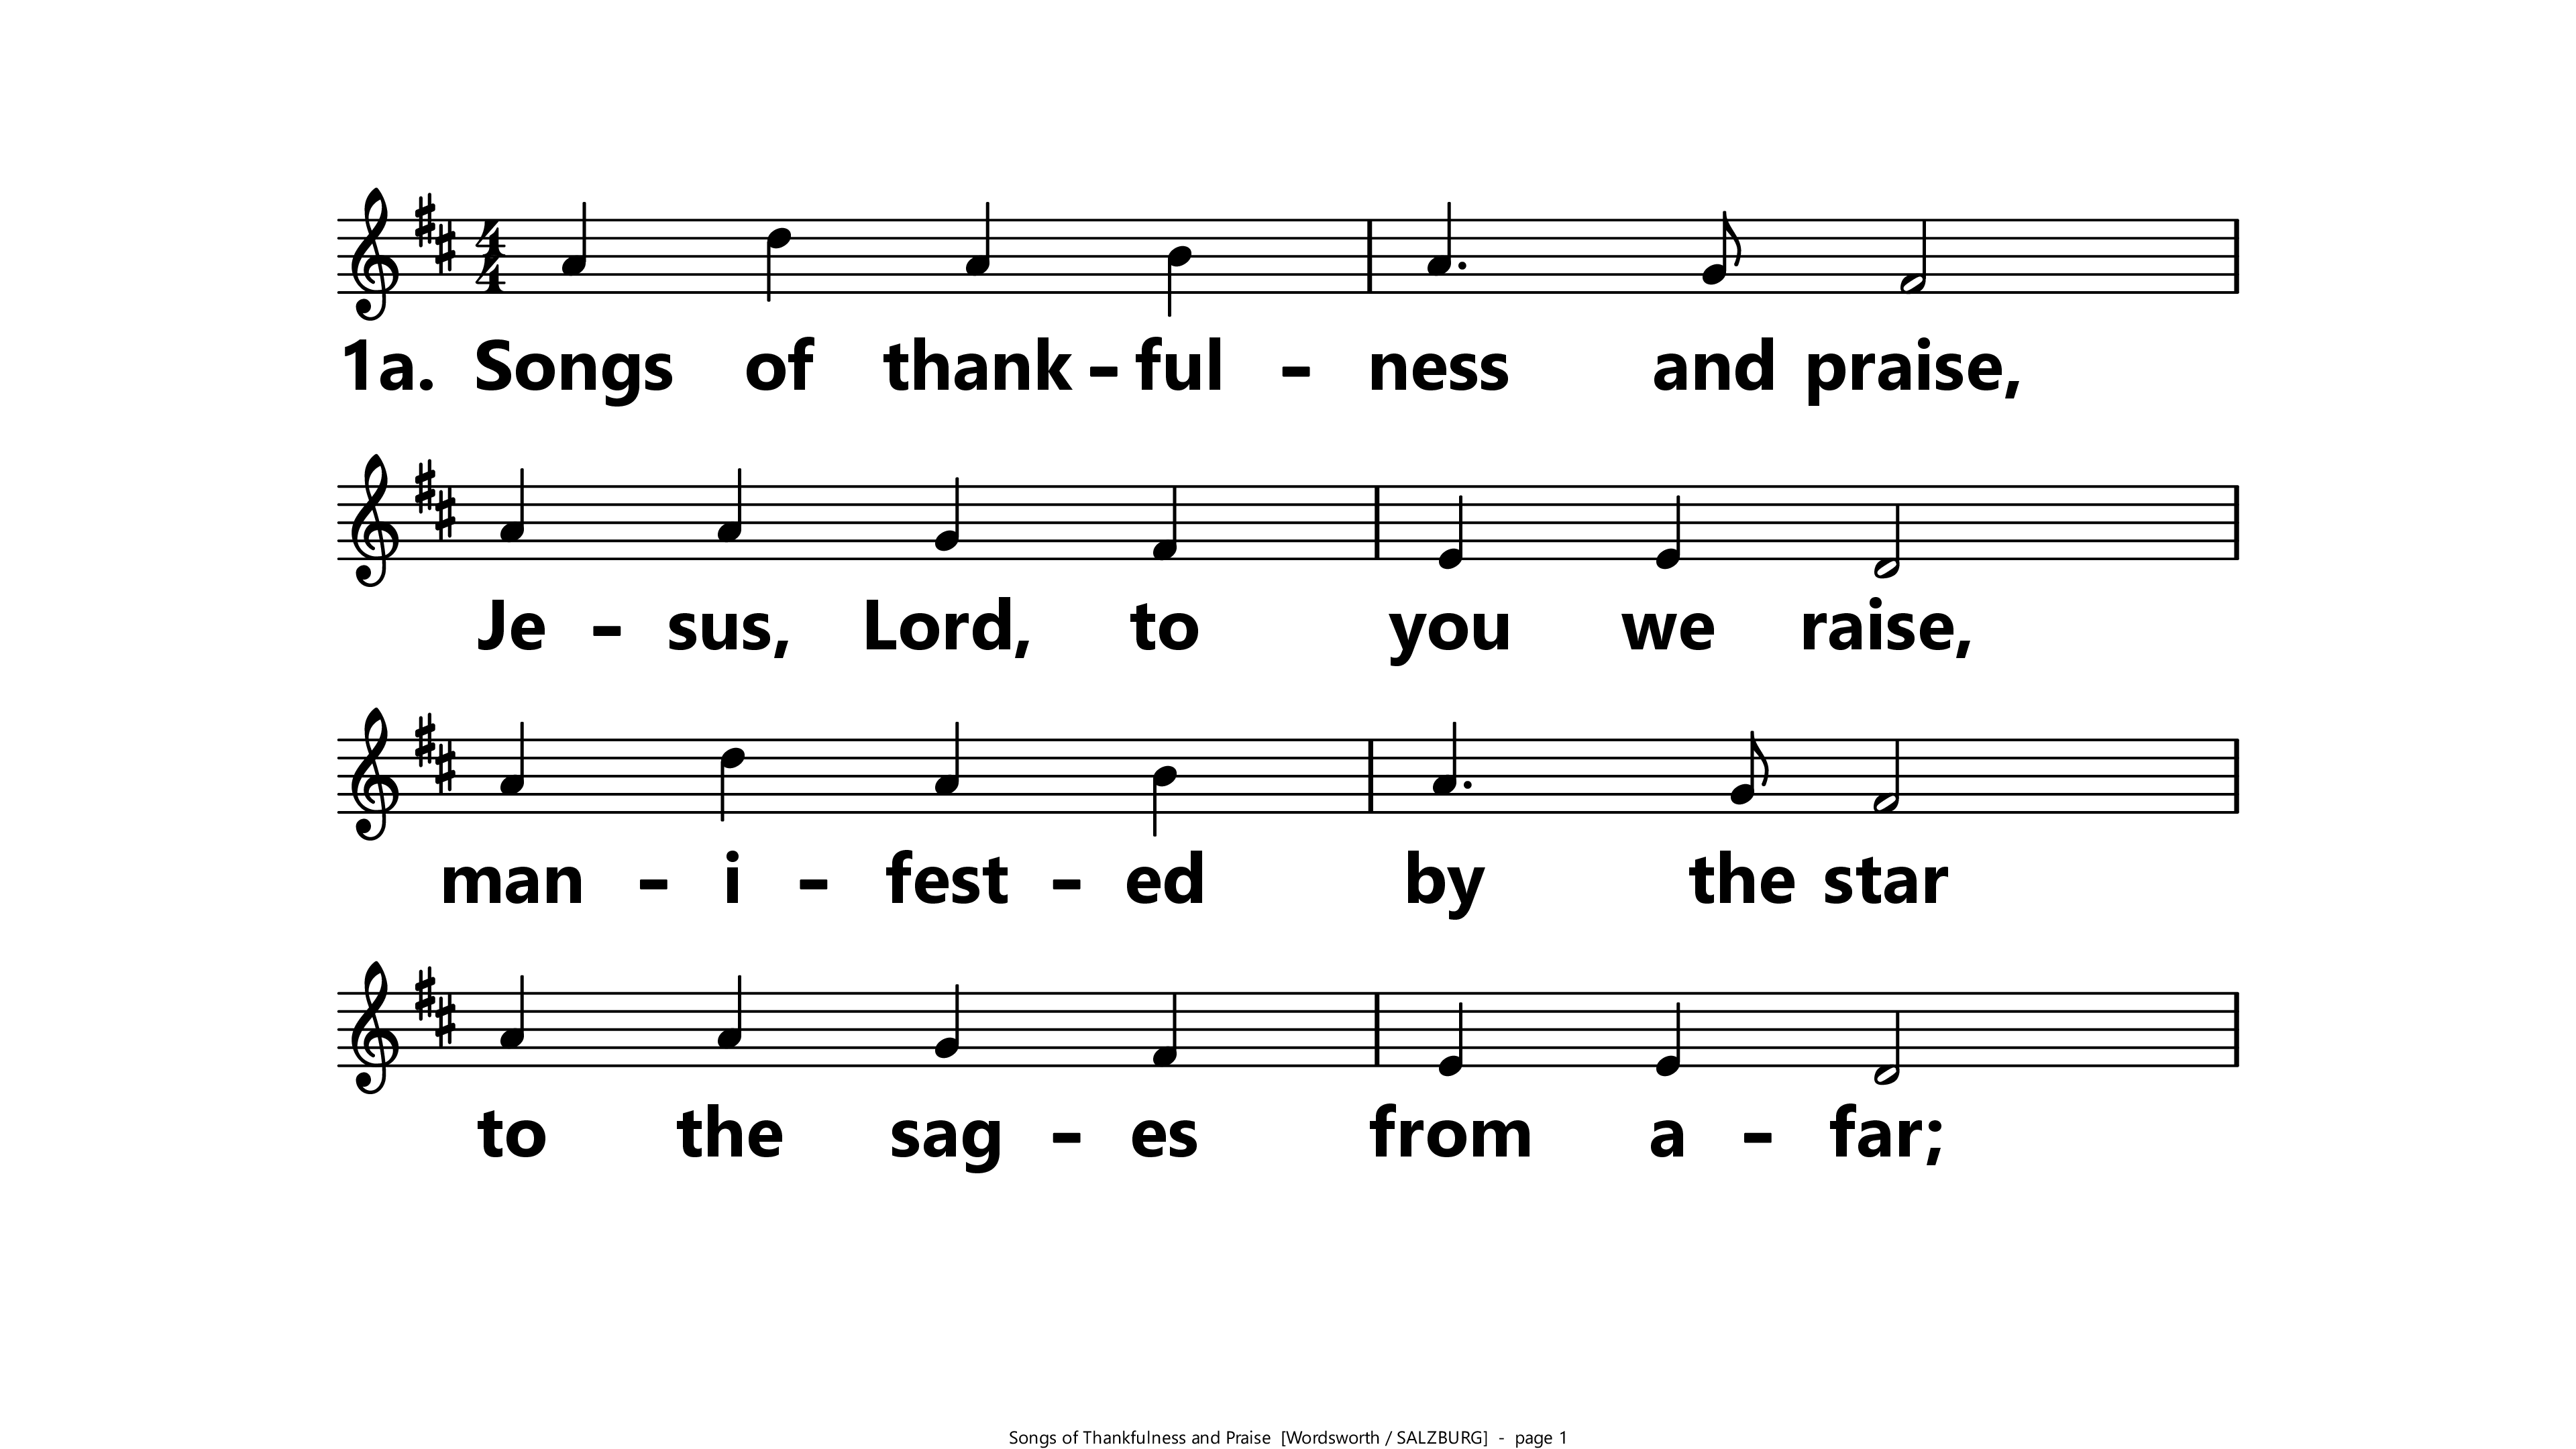 1a. Songs of thank - ful - ness and praise,
Je - sus, Lord, to you we raise,
man - i - fest - ed by the star
to the sag - es from a - far;
Songs of Thankfulness and Praise [Wordsworth / SALZBURG] - page 1